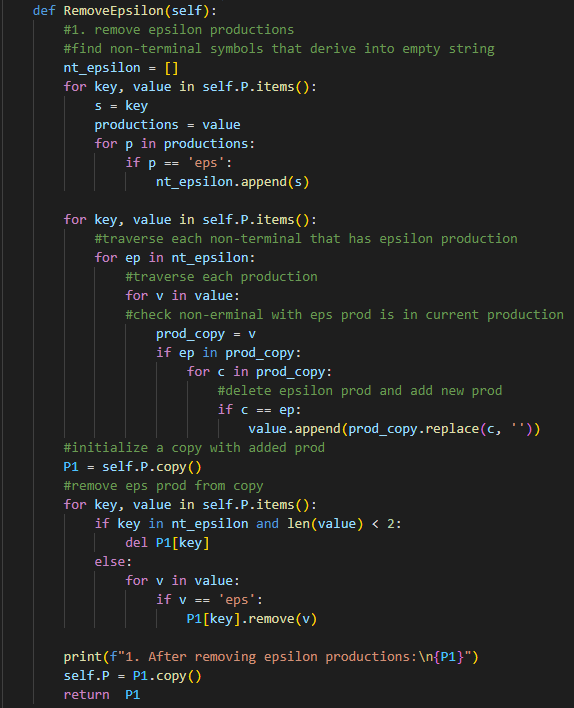 def RemoveEpsilon(self):
    #1. remove epsilon productions
    #find non-terminal symbols that derive into empty string
    nt_epsilon = []
    for key, value in self.P.items():
        s = key
        productions = value
        for p in productions:
            if p == 'eps':
                nt_epsilon.append(s)

    for key, value in self.P.items():
        #traverse each non-terminal that has epsilon production
        for ep in nt_epsilon:
            #traverse each production
            for v in value:
            #check non-erminal with eps prod is in current production
                prod_copy = v
                if ep in prod_copy:
                    for c in prod_copy:
                        #delete epsilon prod and add new prod
                        if c == ep:
                            value.append(prod_copy.replace(c, ''))
    #initialize a copy with added prod
    P1 = self.P.copy()
    #remove eps prod from copy
    for key, value in self.P.items():
        if key in nt_epsilon and len(value) < 2:
            del P1[key]
        else:
            for v in value:
                if v == 'eps':
                    P1[key].remove(v)

    print(f"1. After removing epsilon productions:\n{P1}")
    self.P = P1.copy()
    return  P1